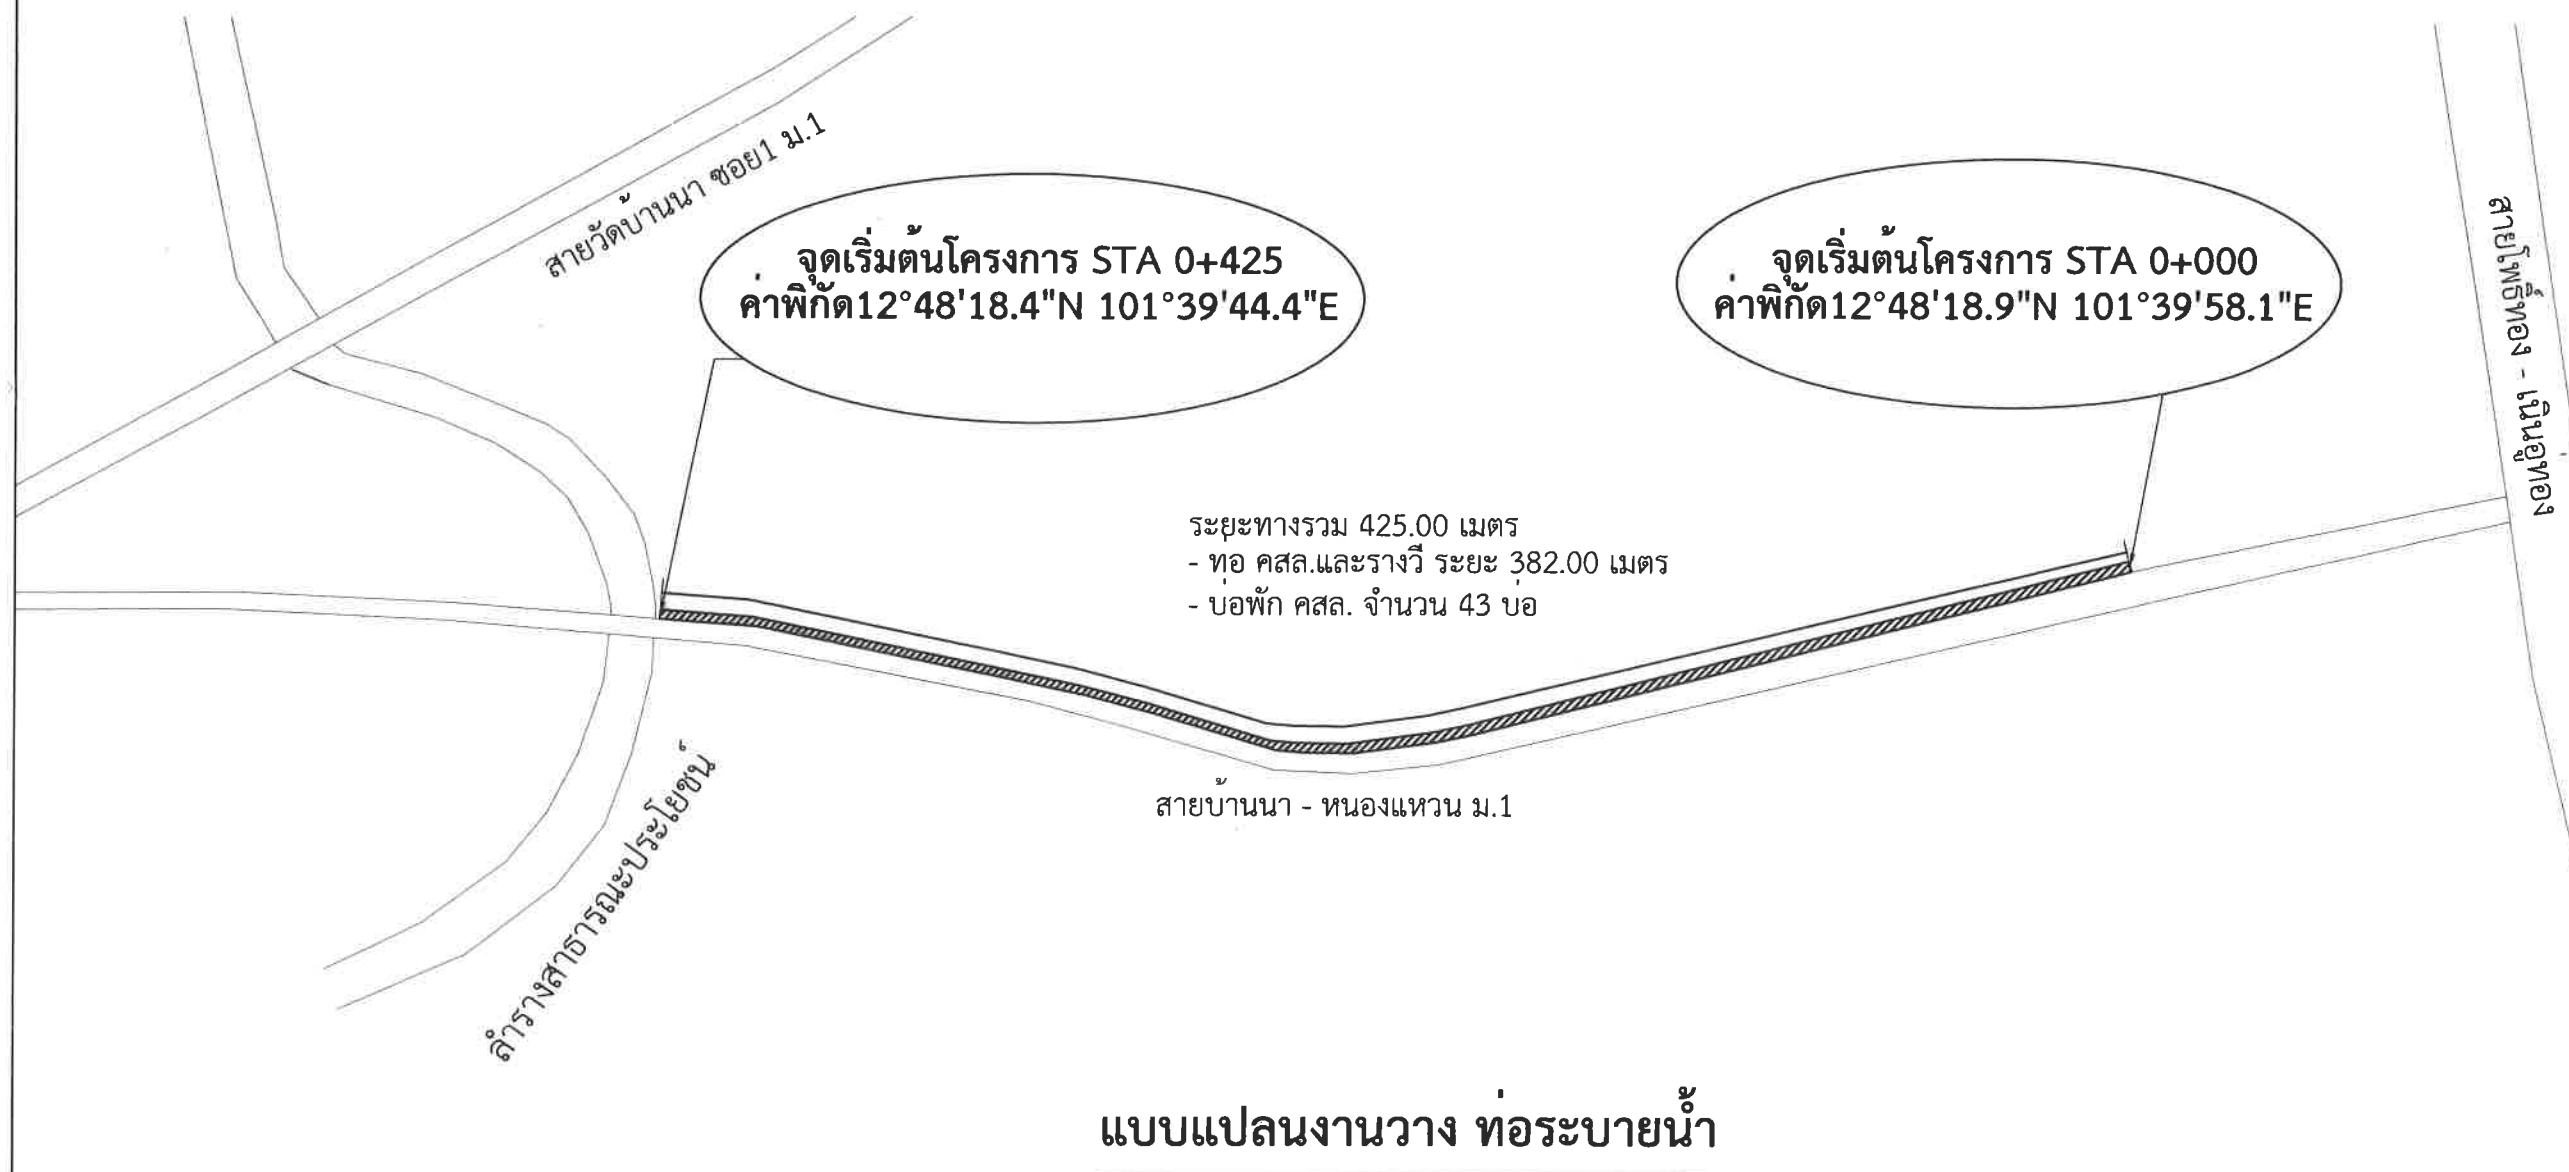 สายวัดบ้านนา ซอย1 ม.1
จุดเริ่มต้นโครงการ STA 0+425
ค่าพิกัด12°48'18.4"N 101°39'44.4"E
จุดเริ่มต้นโครงการ STA 0+000
ค่าพิกัด12°48'18.9"N 101°39'58.1"E
สายโพธิ์ทอง - เนินอู่ทอง
ระยะทางรวม 425.00 เมตร
- ท่อ คสล.และรางวี ระยะ 382.00 เมตร
- บ่อพัก คสล. จำนวน 43 บ่อ
สายบ้านนา - หนองแหวน ม.1
ลำรางสาธารณะประโยชน์
แบบแปลนงานวาง ท่อระบายน้ำ